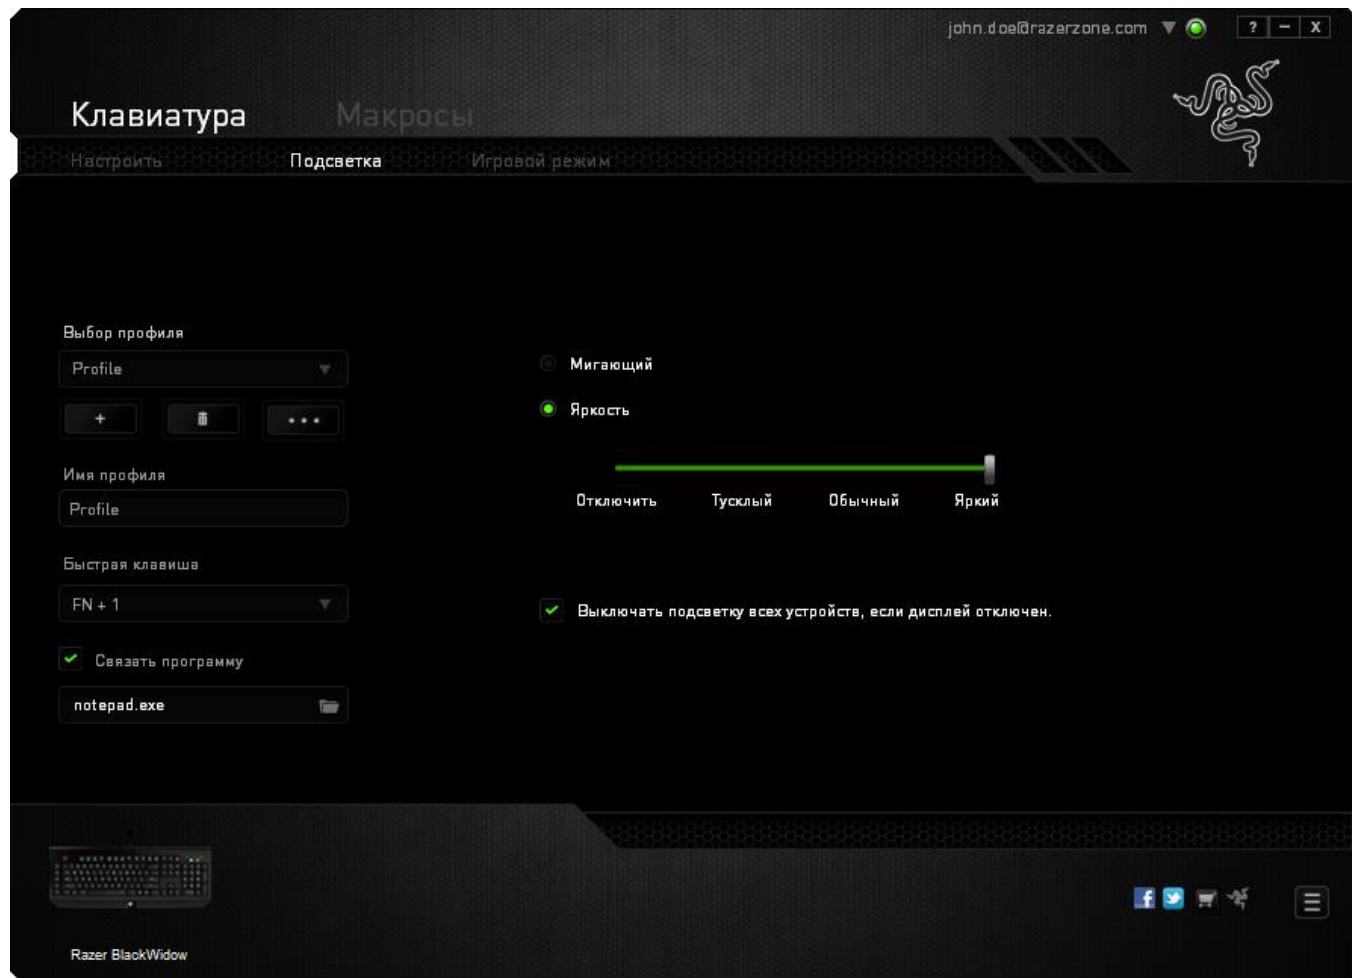 john.doe@razerzone.com
? – X
Клавиатура Макросы
Настроить Подсветка Игровой режим
Выбор профиля
Profile
Мигающий
+
Яркость
Имя профиля
Profile
Отключить Тусклый Обычный Яркий
Быстрая клавиша
FN + 1
Выключать подсветку всех устройств, если дисплей отключен.
Связать программу
notepad.exe
f
Razer BlackWidow